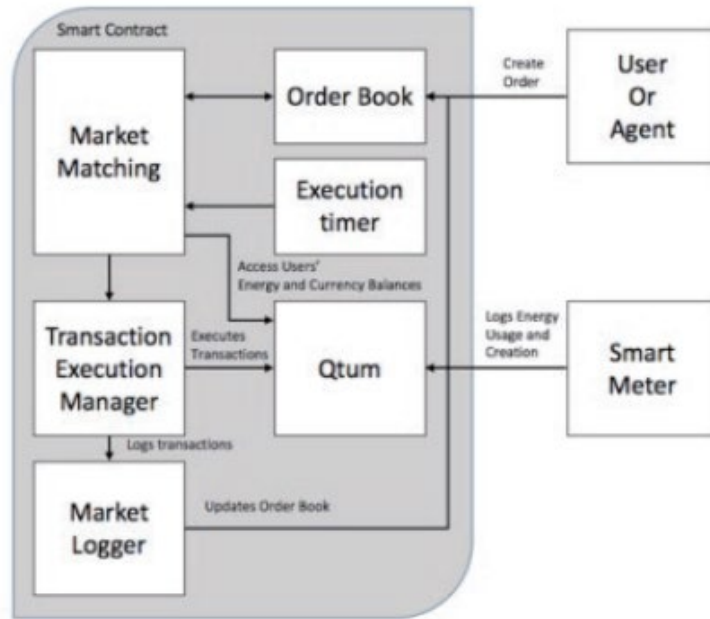 Smart Contract
Market
Matching
Order Book
Create
Order
User
Or
Agent
Execution
timer
Access Users'
Energy and Currency Balances
Transaction
Execution
Manager
Executes
Transactions
Qtum
Logs Energy
Usage and
Creation
Smart
Meter
Logs transactions
Market
Logger
Updates Order Book